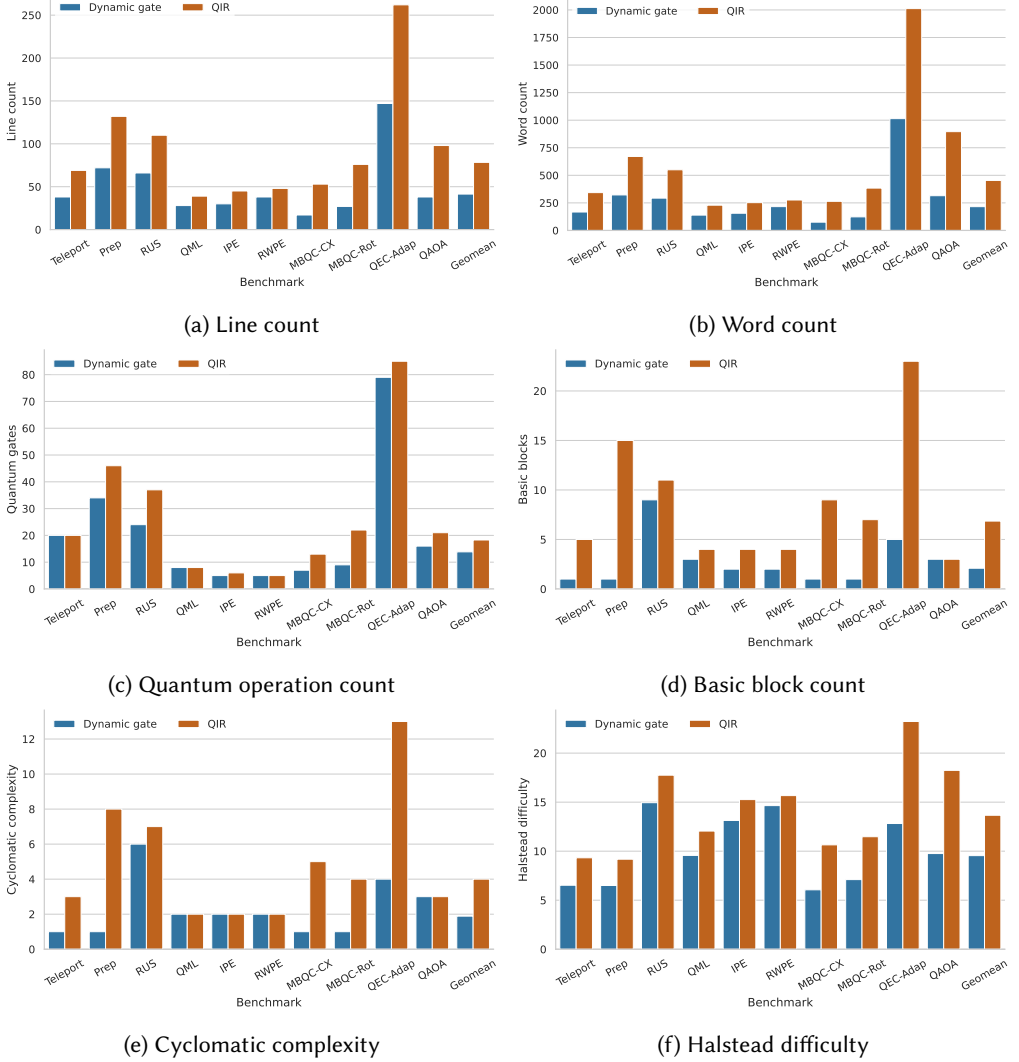 Dynamic gate QIR
250
200
150
100
50
0
Line count
Teleport Prep RUS QML IPE RWPE MBQC-CX MBQC-Rot QEC-Adap QAOA Geomean
Benchmark
(a) Line count
Dynamic gate QIR
2000
1750
1500
1250
1000
750
500
250
0
Word count
Teleport Prep RUS QML IPE RWPE MBQC-CX MBQC-Rot QEC-Adap QAOA Geomean
Benchmark
(b) Word count
Dynamic gate QIR
80
70
60
50
40
30
20
10
0
Quantum gates
Teleport Prep RUS QML IPE RWPE MBQC-CX MBQC-Rot QEC-Adap QAOA Geomean
Benchmark
(c) Quantum operation count
Dynamic gate QIR
20
15
10
5
0
Basic blocks
Teleport Prep RUS QML IPE RWPE MBQC-CX MBQC-Rot QEC-Adap QAOA Geomean
Benchmark
(d) Basic block count
Dynamic gate QIR
12
10
8
6
4
2
0
Cyclomatic complexity
Teleport Prep RUS QML IPE RWPE MBQC-CX MBQC-Rot QEC-Adap QAOA Geomean
Benchmark
(e) Cyclomatic complexity
Dynamic gate QIR
20
15
10
5
0
Halstead difficulty
Teleport Prep RUS QML IPE RWPE MBQC-CX MBQC-Rot QEC-Adap QAOA Geomean
Benchmark
(f) Halstead difficulty